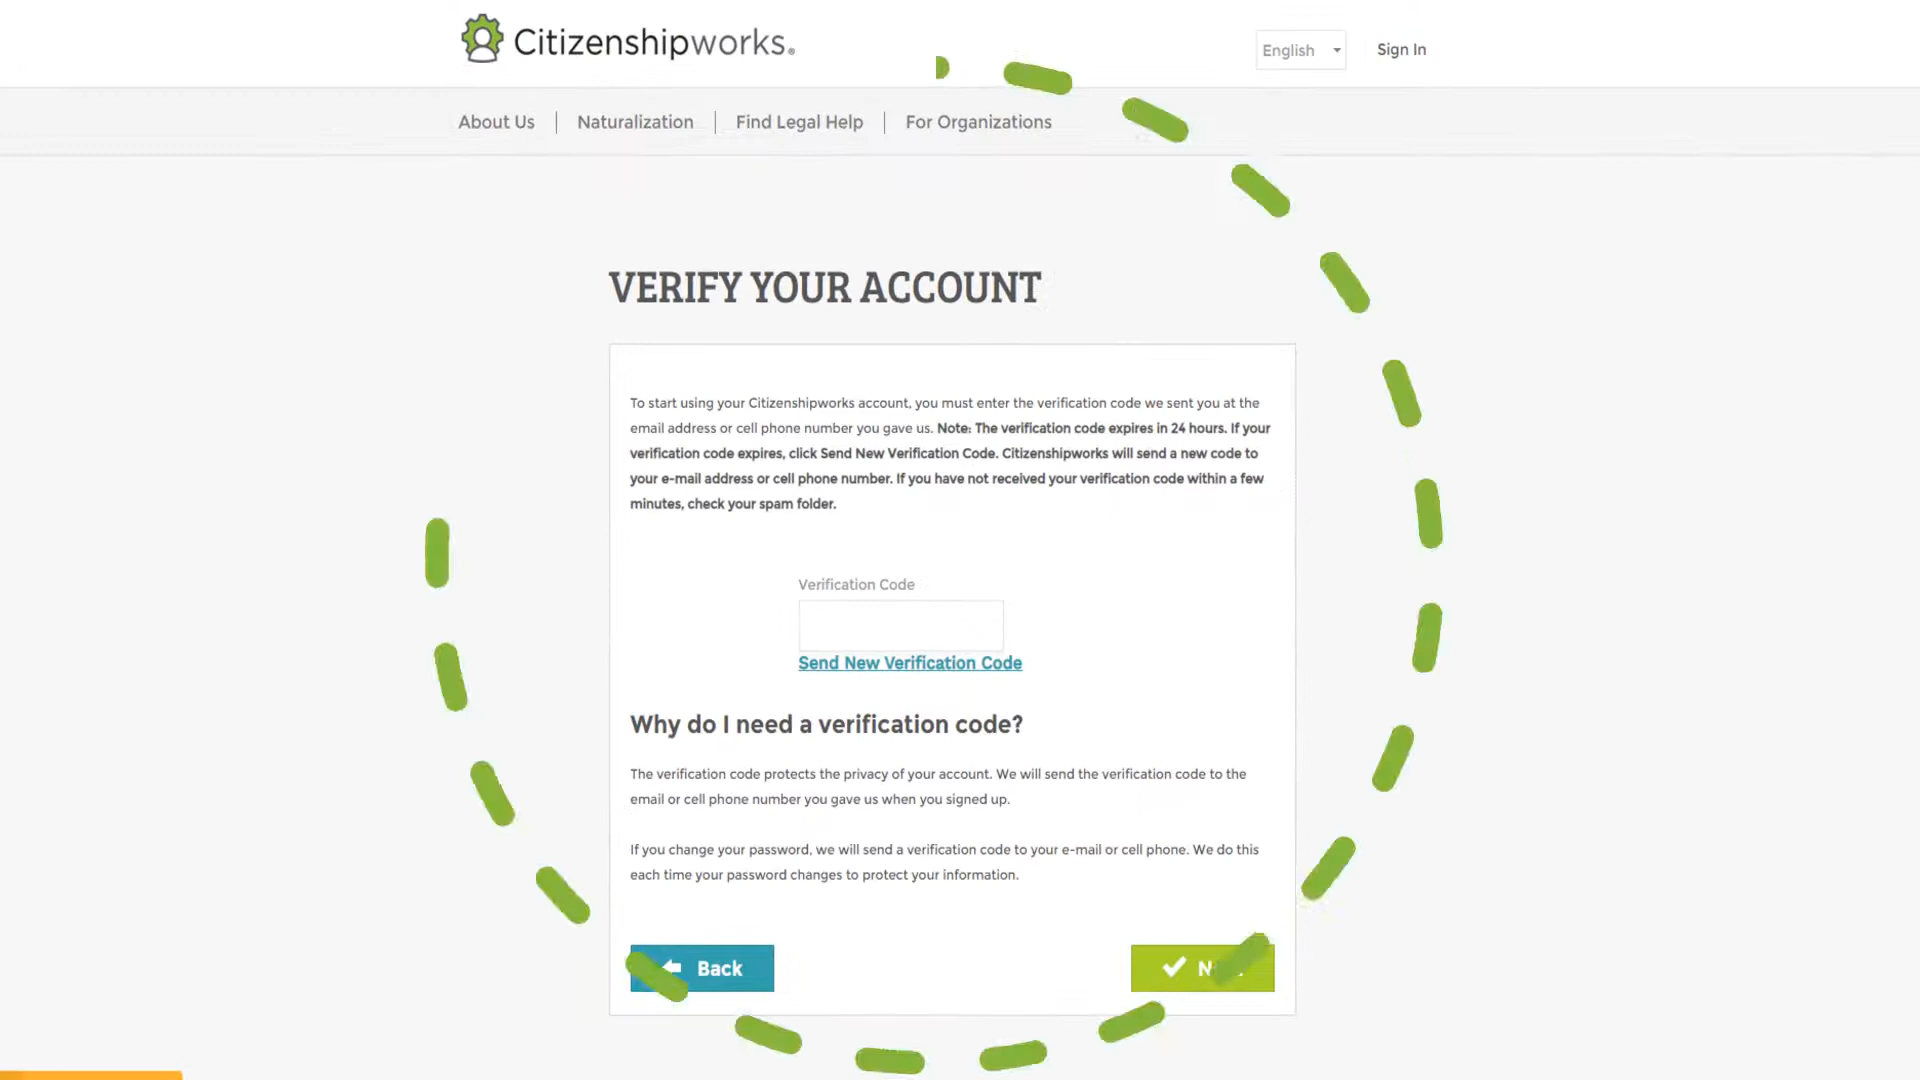 Citizenshipworks.
English
Sign In
About Us
Naturalization
Find Legal Help
For Organizations
VERIFY YOUR ACCOUNT
To start using your Citizenshipworks account, you must enter the verification code we sent you at the
email address or cell phone number you gave us. Note: The verification code expires in 24 hours. If your
verification code expires, click Send New Verification Code. Citizenshipworks will send a new code to
your e-mail address or cell phone number. If you have not received your verification code within a few
minutes, check your spam folder.
Verification Code
Send New Verification Code
Why do I need a verification code?
The verification code protects the privacy of your account. We will send the verification code to the
email or cell phone number you gave us when you signed up.
If you change your password, we will send a verification code to your e-mail or cell phone. We do this
each time your password changes to protect your information.
Back